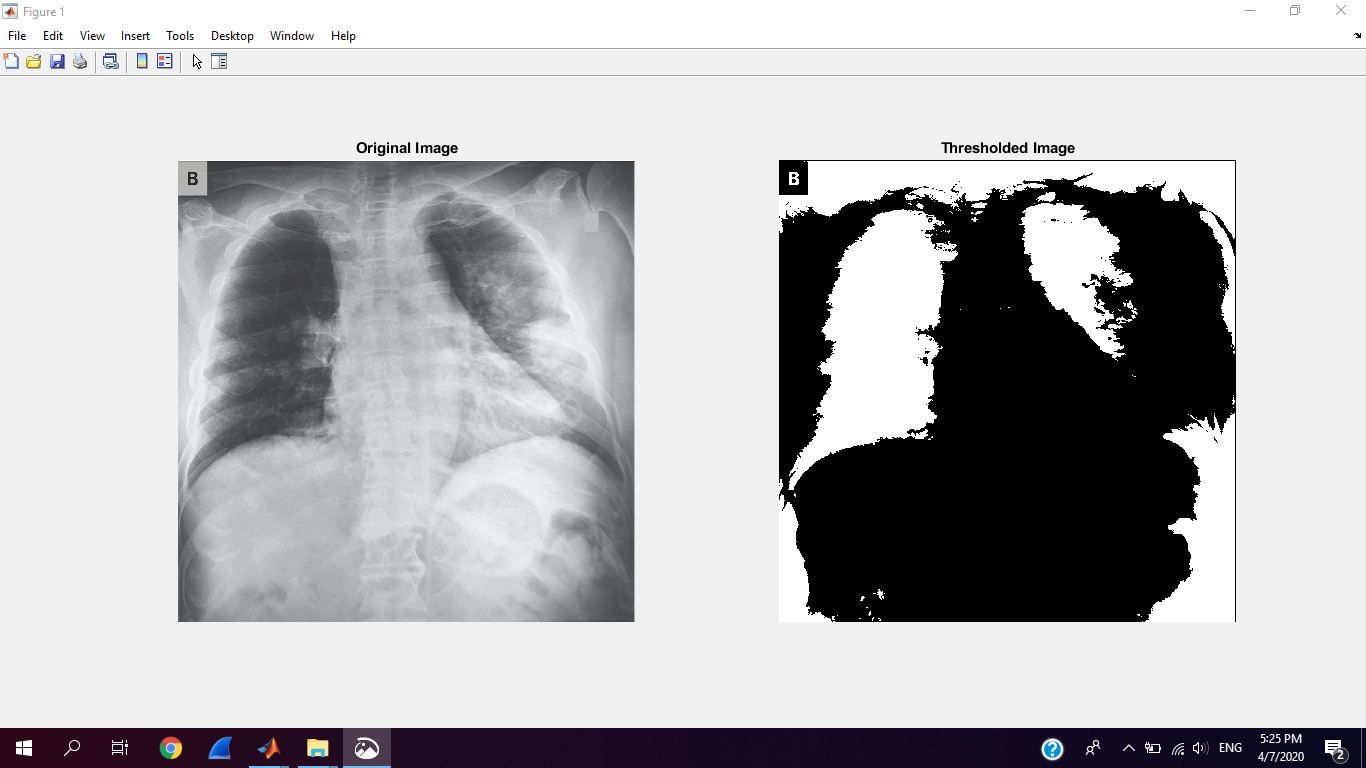 Figure 1
File Edit View Insert Tools Desktop Window Help
Original Image
Thresholded Image
B
B
ENG
5:25 PM
4/7/2020
2